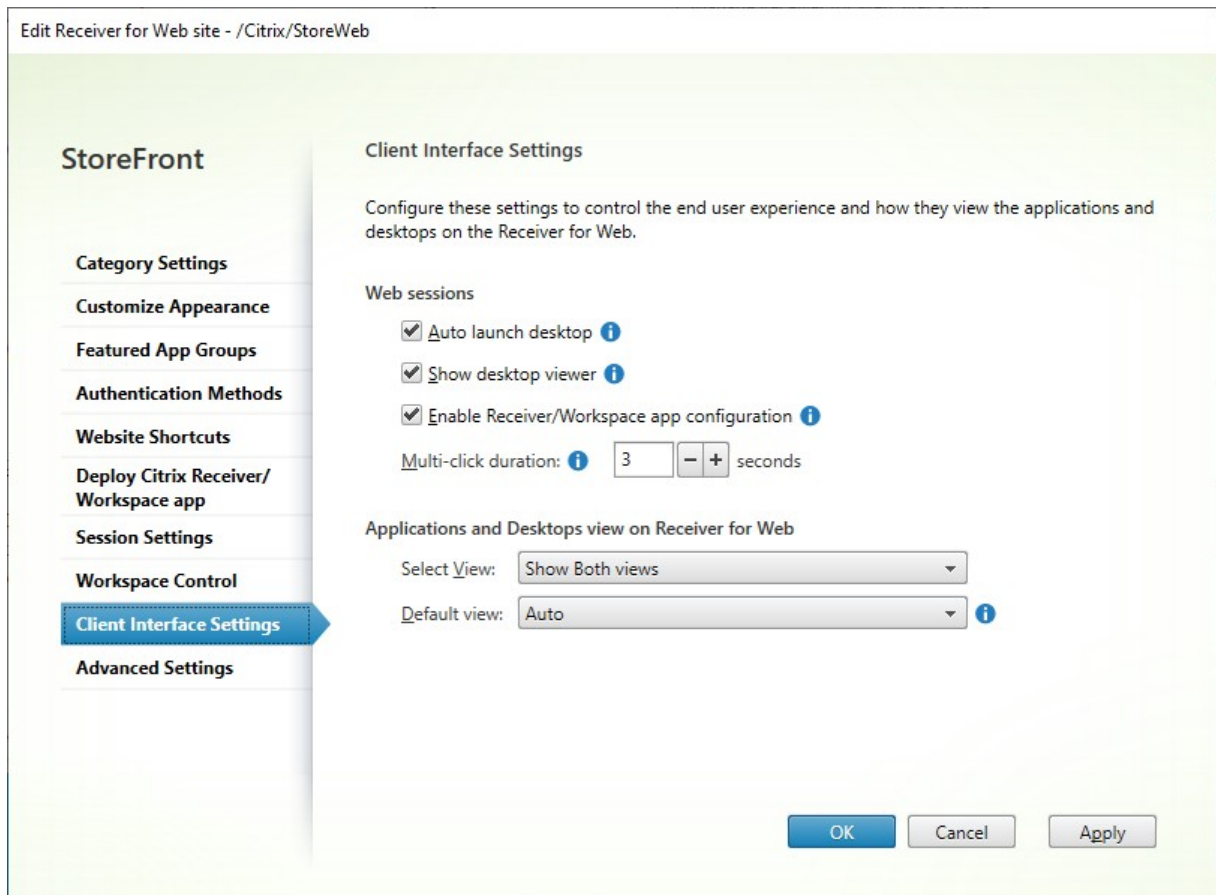 Edit Receiver for Web site - /Citrix/StoreWeb
StoreFront
Category Settings
Customize Appearance
Featured App Groups
Authentication Methods
Website Shortcuts
Deploy Citrix Receiver/
Workspace app
Session Settings
Workspace Control
Client Interface Settings
Advanced Settings
Client Interface Settings
Configure these settings to control the end user experience and how they view the applications and
desktops on the Receiver for Web.
Web sessions
Auto launch desktop
Show desktop viewer
Enable Receiver/Workspace app configuration
Multi-click duration: 3 seconds
Applications and Desktops view on Receiver for Web
Select View: Show Both views
Default view: Auto
OK Cancel Apply